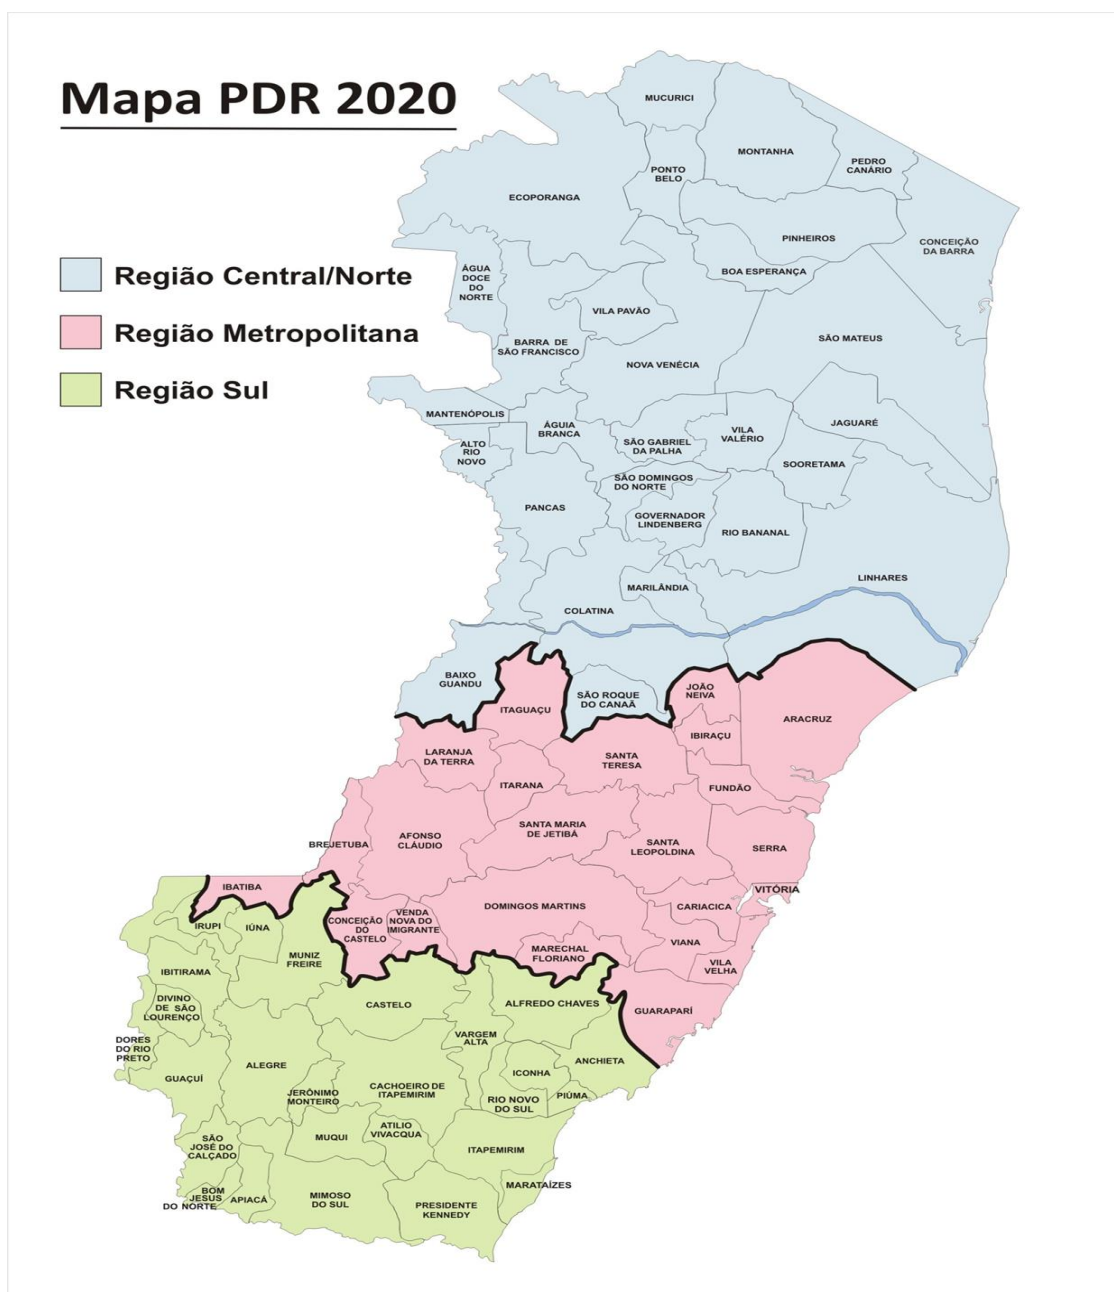 Mapa PDR 2020
Região Central/Norte
Região Metropolitana
Região Sul
MUCURICI
MONTANHA
PEDRO
CANÁRIO
PONTO
BELO
ECOPORANGA
PINHEIROS
CONCEIÇÃO
DA BARRA
ÁGUA
DOCE
DO
NORTE
BOA ESPERANÇA
VILA PAVÃO
BARRA DE
SÃO FRANCISCO
SÃO MATEUS
NOVA VENÉCIA
MANTENÓPOLIS
ÁGUIA
BRANCA
JAGUARÉ
ALTO
RIO
NOVO
SÃO GABRIEL
DA PALHA
VILA
VALÉRIO
SOORETAMA
SÃO DOMINGOS
DO NORTE
PANCAS
GOVERNADOR
LINDENBERG
RIO BANANAL
LINHARES
MARILÂNDIA
COLATINA
BAIXO
GUANDU
SÃO ROQUE
DO CANAÃ
JOÃO
NEIVA
ITAGUAÇU
ARACRUZ
IBIRAÇU
LARANJA
DA TERRA
SANTA
TERESA
ITARANA
FUNDÃO
SANTA MARIA
DE JETIBÁ
AFONSO
CLÁUDIO
BREJETUBA
SANTA
LEOPOLDINA
SERRA
IBATIBA
VITÓRIA
DOMINGOS MARTINS
CARIACICA
CONCEIÇÃO
DO
CASTELO
VENDA
NOVA DO
IMIGRANTE
IRUPI
IÚNA
VIANA
MARECHAL
FLORIANO
MUNIZ
FREIRE
VILA
VELHA
IBITIRAMA
CASTELO
ALFREDO CHAVES
GUARAPARÍ
DIVINO
DE SÃO
LOURENÇO
VARGEM
ALTA
DORES
DO RIO
PRETO
ANCHIETA
ALEGRE
ICONHA
GUAÇUÍ
JERÔNIMO
MONTEIRO
CACHOEIRO DE
ITAPEMIRIM
RIO NOVO
DO SUL
PIÚMA
ATILIO
VIVACQUA
MUQUI
SÃO
JOSÉ DO
CALÇADO
ITAPEMIRIM
MARATAÍZES
BOM
JESUS
DO NORTE
APIACÁ
MIMOSO
DO SUL
PRESIDENTE
KENNEDY